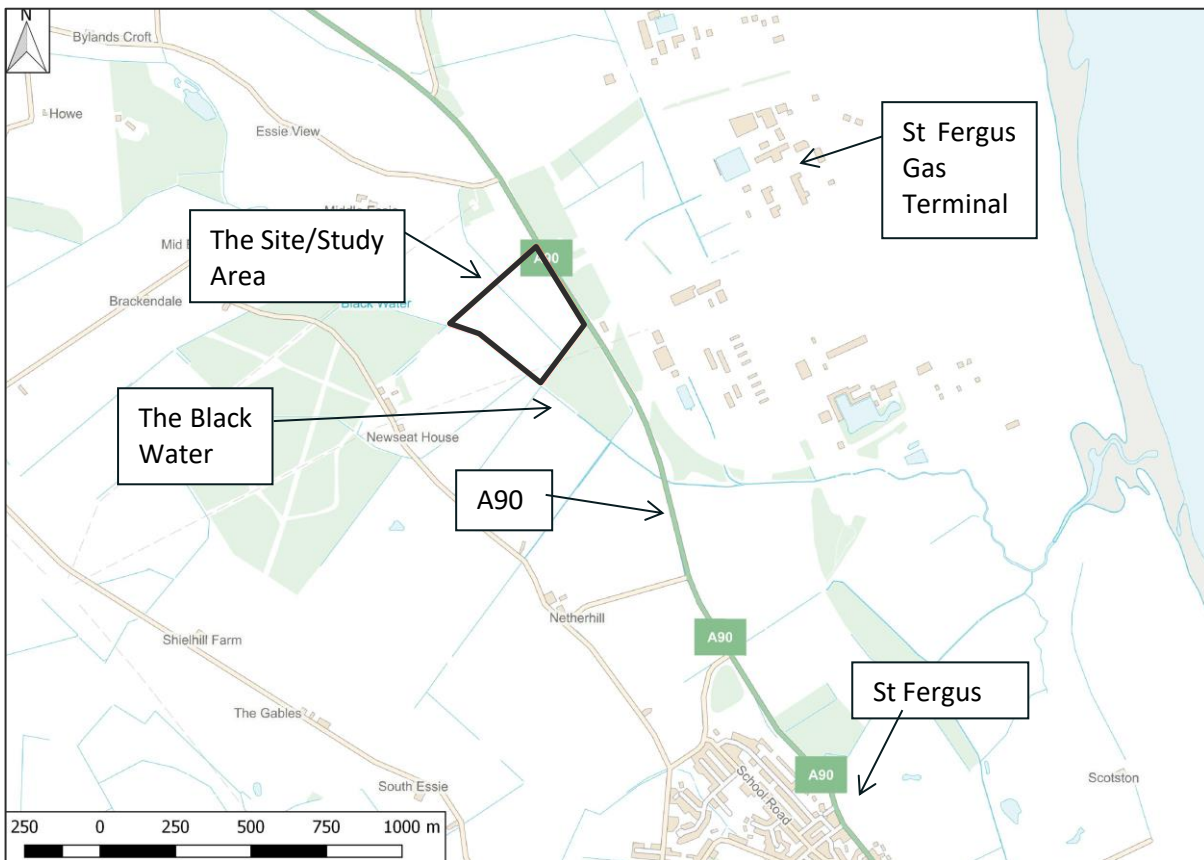 N
Bylands Croft
Howe
Essie View
St Fergus
Gas
Terminal
Middle Essie
The Site/Study
Area
Mid
A90
Brackendale
Black Water
The Black
Water
Newseat House
A90
Netherhill
Shielhill Farm
A90
St Fergus
The Gables
School Road
A90
South Essie
Scotston
250 0 250 500 750 1000 m